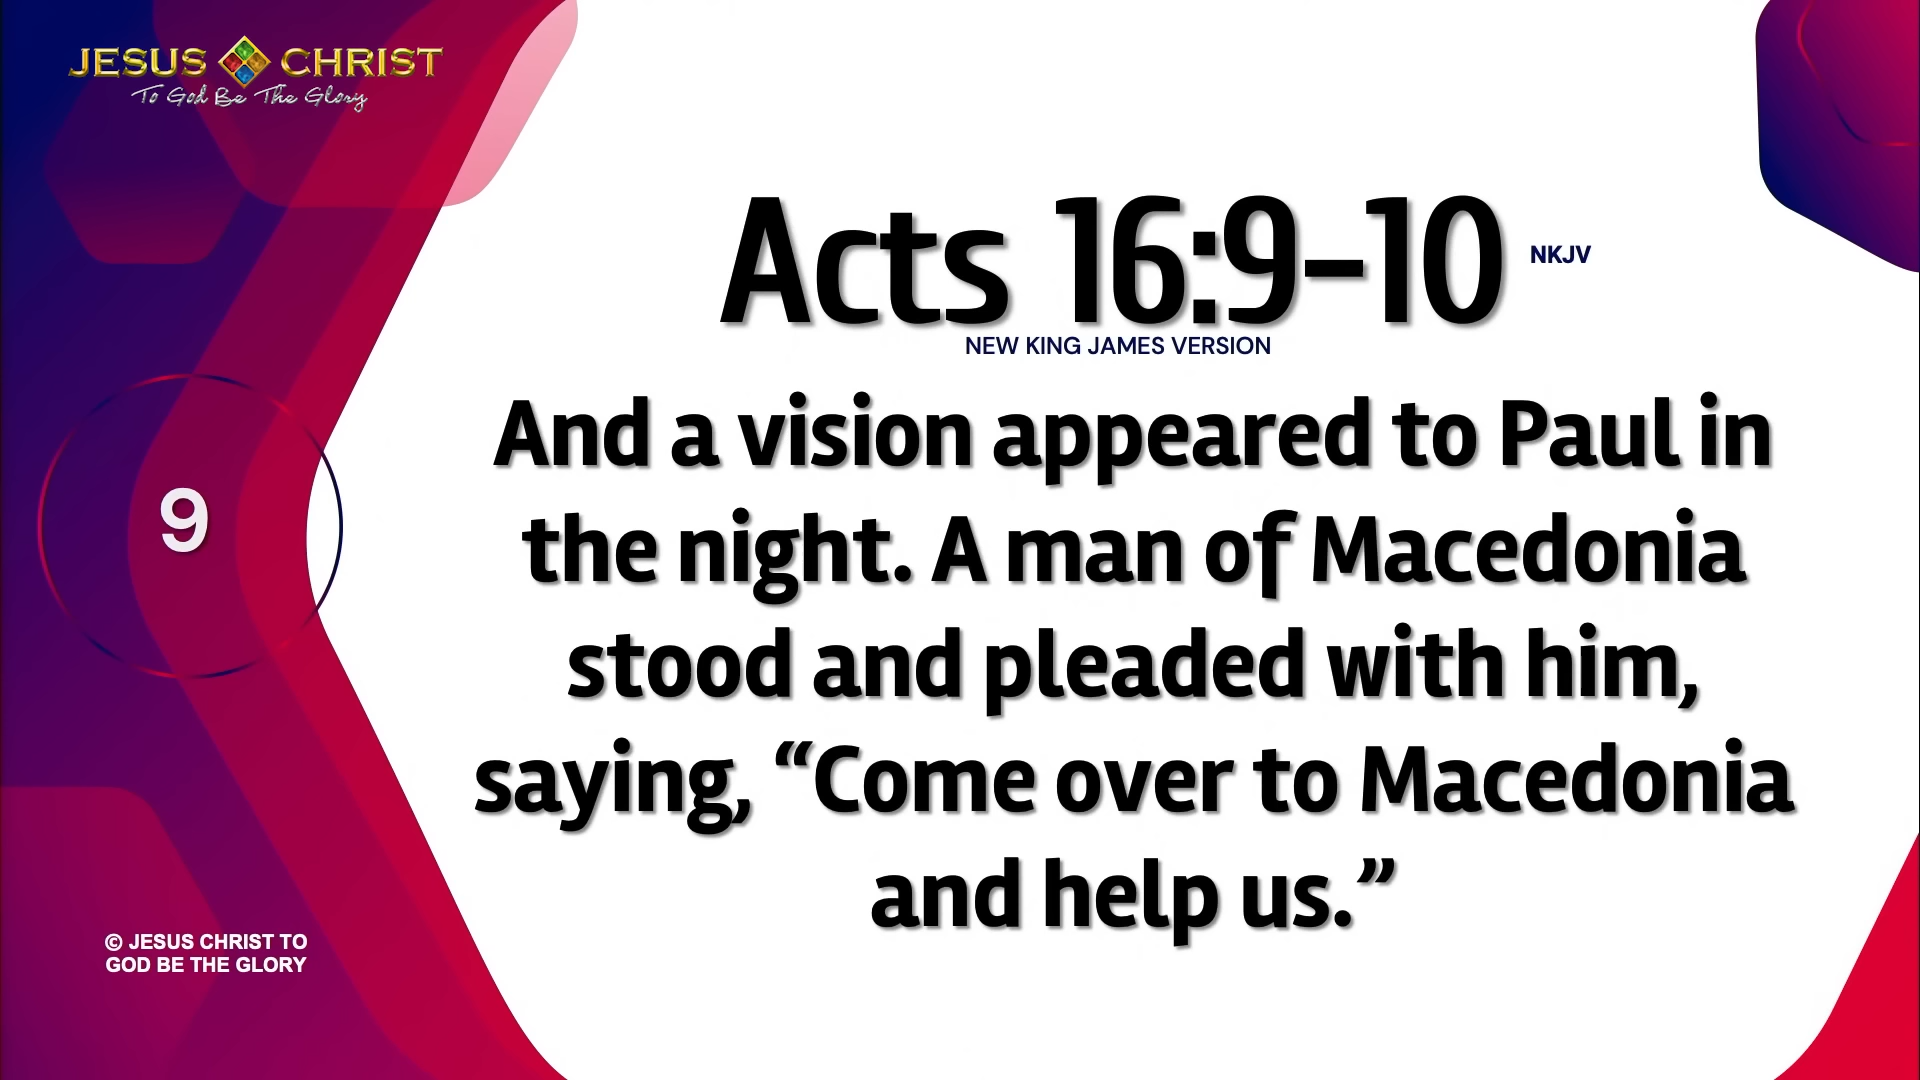 JESUS CHRIST
To God Be The Glory
Acts 16:9-10 NKJV
NEW KING JAMES VERSION
9
And a vision appeared to Paul in
the night. A man of Macedonia
stood and pleaded with him,
saying, “Come over to Macedonia
and help us.”
© JESUS CHRIST TO
GOD BE THE GLORY